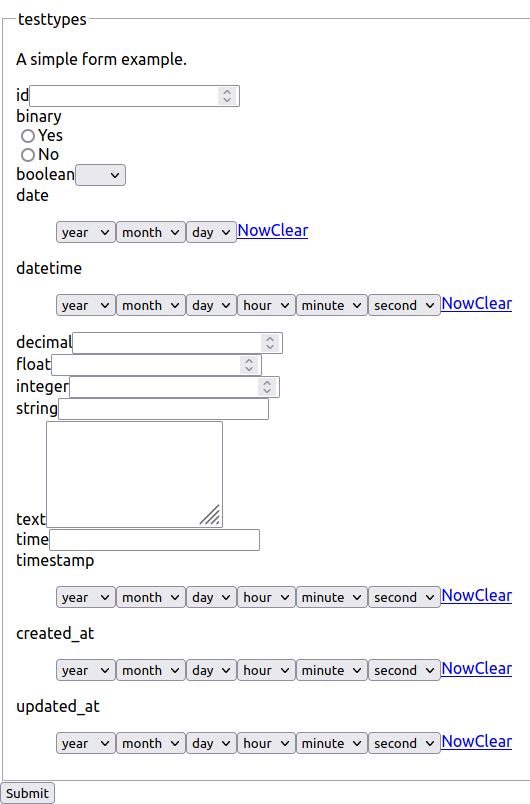 testtypes
A simple form example.
id
binary
Yes
No
boolean
date
year month day NowClear
datetime
year month day hour minute second NowClear
decimal
float
integer
string
text
time
timestamp
year month day hour minute second NowClear
created_at
year month day hour minute second NowClear
updated_at
year month day hour minute second NowClear
Submit